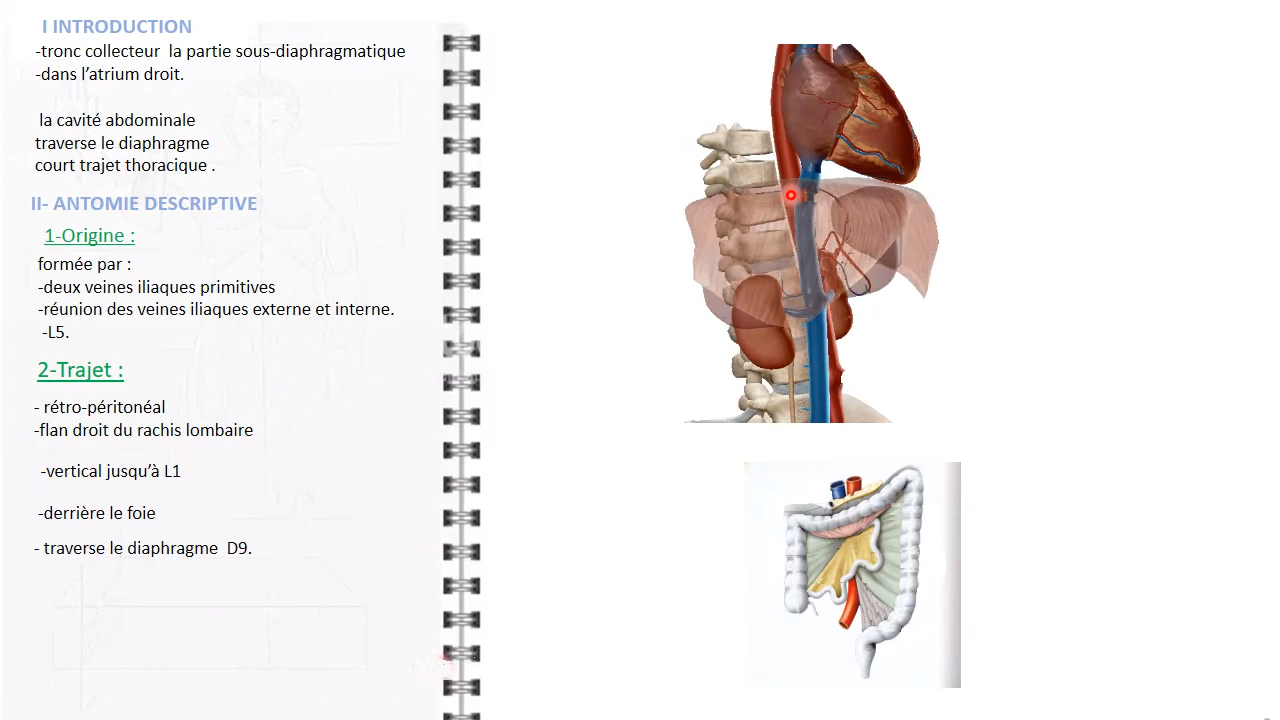 I INTRODUCTION
-tronc collecteur la partie sous-diaphragmatique
-dans l’atrium droit.
la cavité abdominale
traverse le diaphragme
court trajet thoracique .
II- ANTOMIE DESCRIPTIVE
1-Origine :
formée par :
-deux veines iliaques primitives
-réunion des veines iliaques externe et interne.
-L5.
2-Trajet :
- rétro-péritonéal
-flan droit du rachis lombaire
-vertical jusqu’à L1
-derrière le foie
- traverse le diaphragme D9.